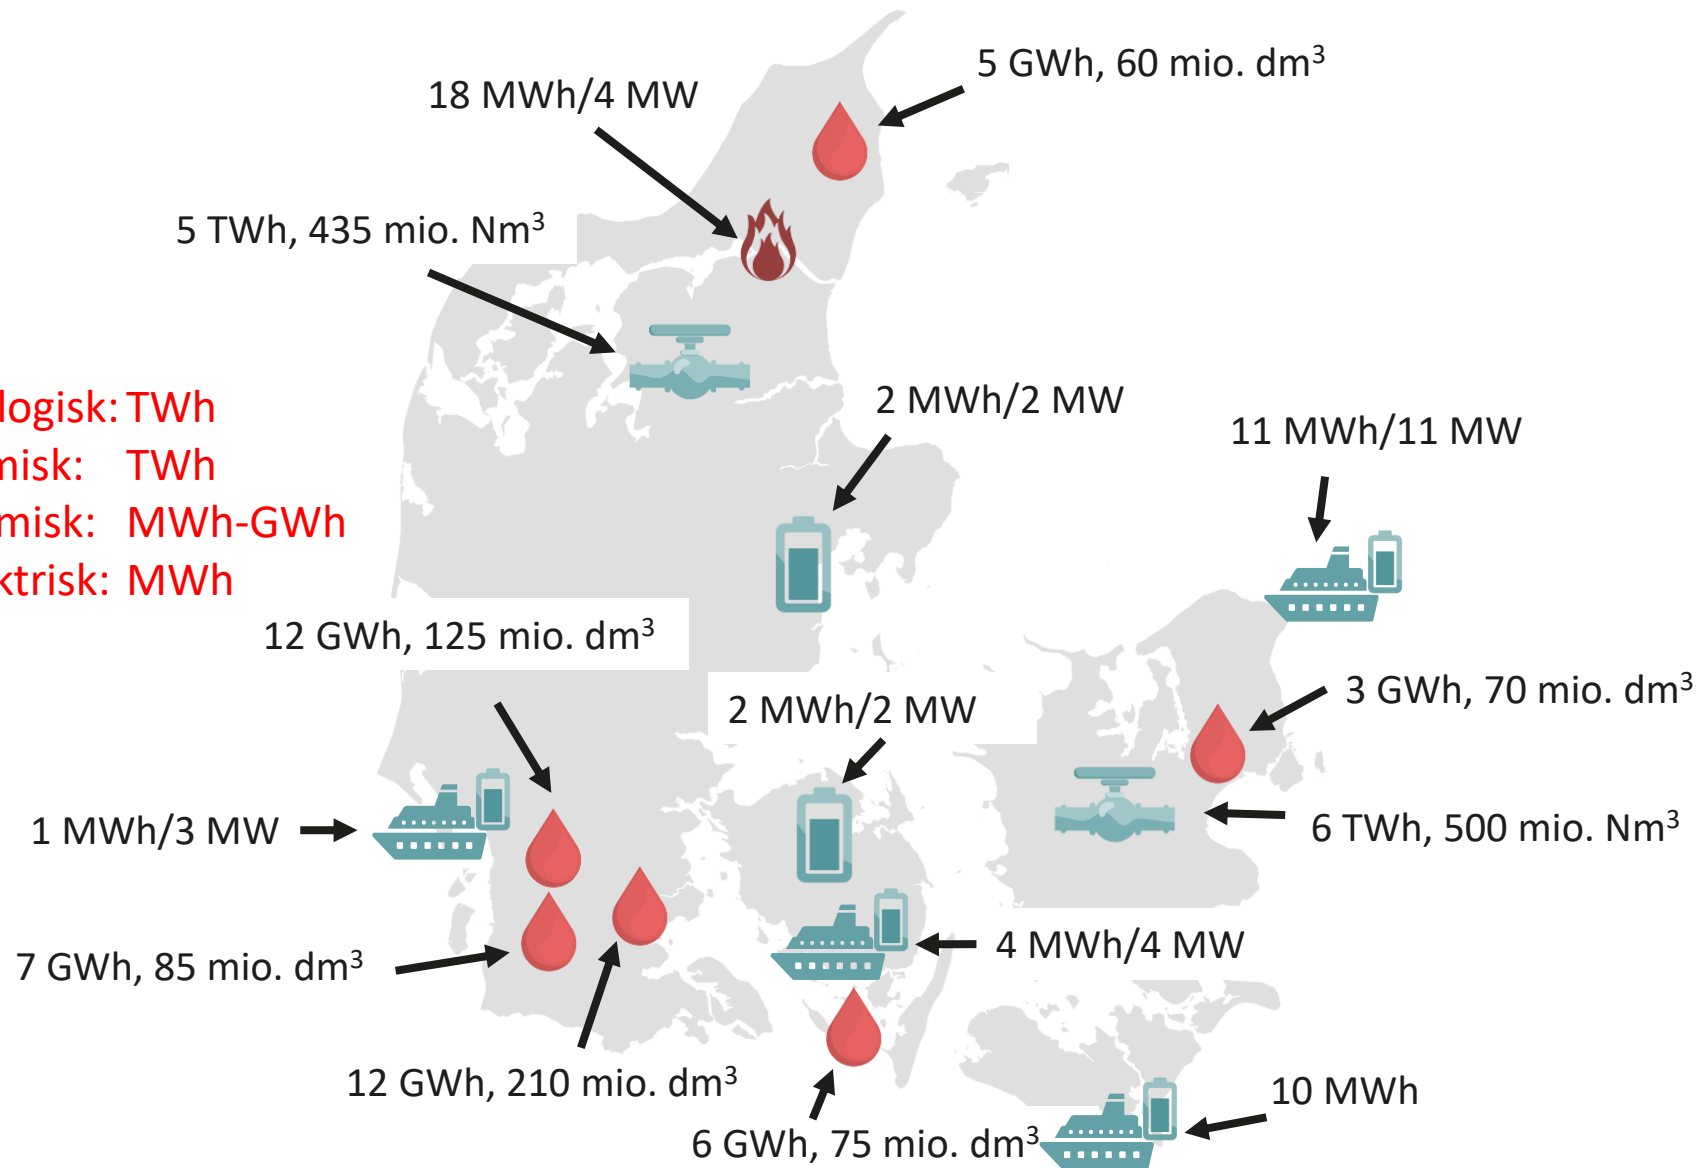 5 GWh, 60 mio. dm³
18 MWh/4 MW
5 TWh, 435 mio. Nm³
logisk: TWh
misk: TWh
misk: MWh-GWh
ktrisk: MWh
2 MWh/2 MW
11 MWh/11 MW
12 GWh, 125 mio. dm³
2 MWh/2 MW
3 GWh, 70 mio. dm³
1 MWh/3 MW
6 TWh, 500 mio. Nm³
7 GWh, 85 mio. dm³
4 MWh/4 MW
12 GWh, 210 mio. dm³
10 MWh
6 GWh, 75 mio. dm³